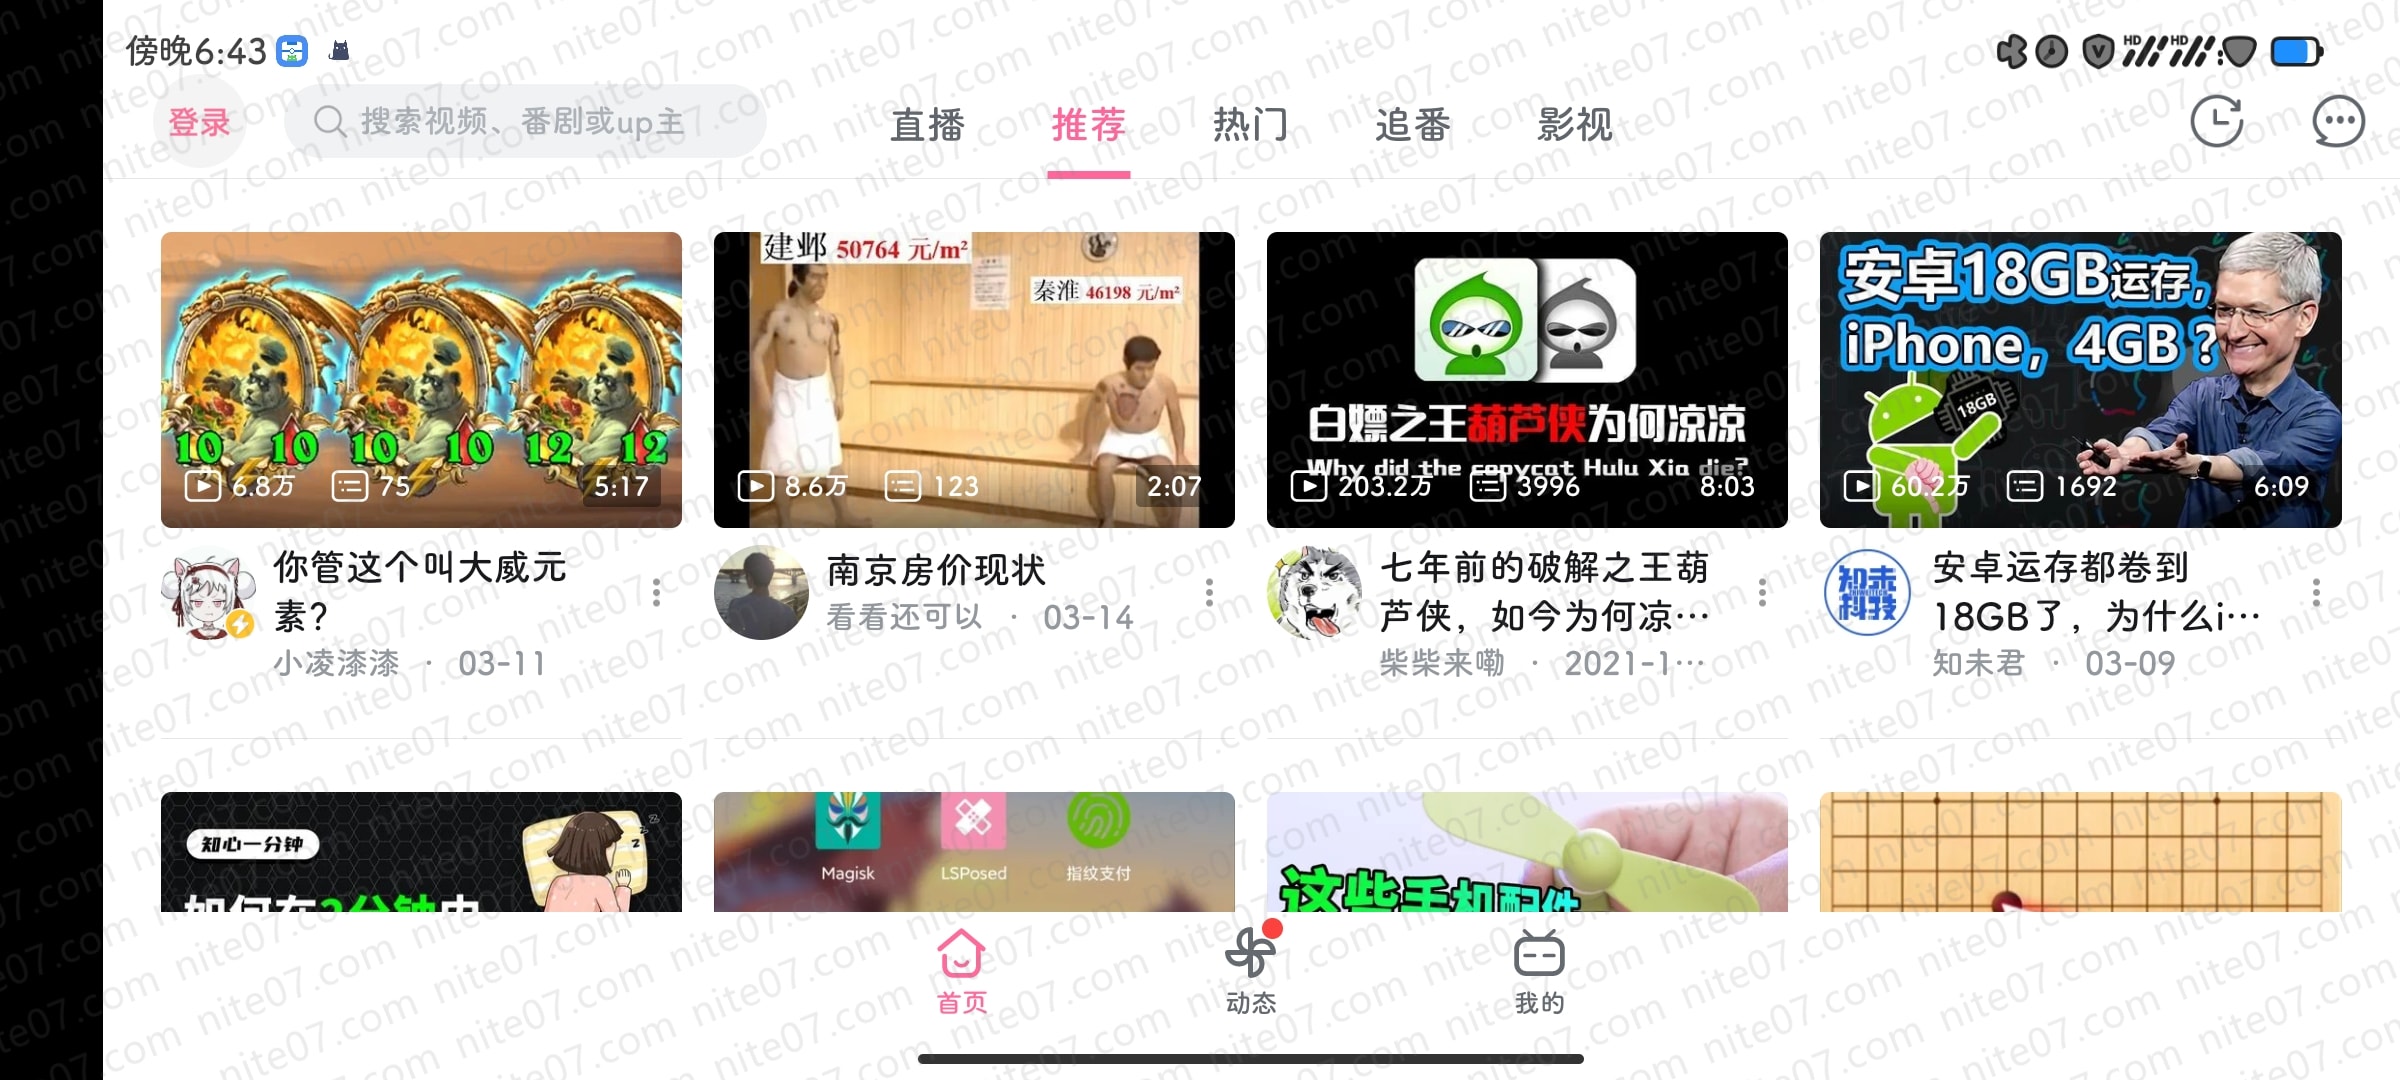 傍晚6:43
HD HD
登录
搜索视频、番剧或up主
直播 推荐 热门 追番 影视
10 10 10 10 12 12
6.8万 75 5:17
你管这个叫大威元
素？
小凌漆漆 · 03-11
建邺 50764 元/m²
秦淮 46198 元/m²
8.6万 123 2:07
南京房价现状
看看还可以 · 03-14
白嫖之王葫芦侠为何凉凉
Why did the copycat Hulu Xia die?
203.2万 3996 8:03
七年前的破解之王葫
芦侠，如今为何凉…
柴柴来嘞 · 2021-1…
安卓18GB运存，
iPhone，4GB？
18GB
60.2万 1692 6:09
知未科技
安卓运存都卷到
18GB了，为什么i…
知未君 · 03-09
知心一分钟
如何在2分钟内
Magisk LSPosed 指纹支付
这些手机配件
首页 动态 我的
nite07.com